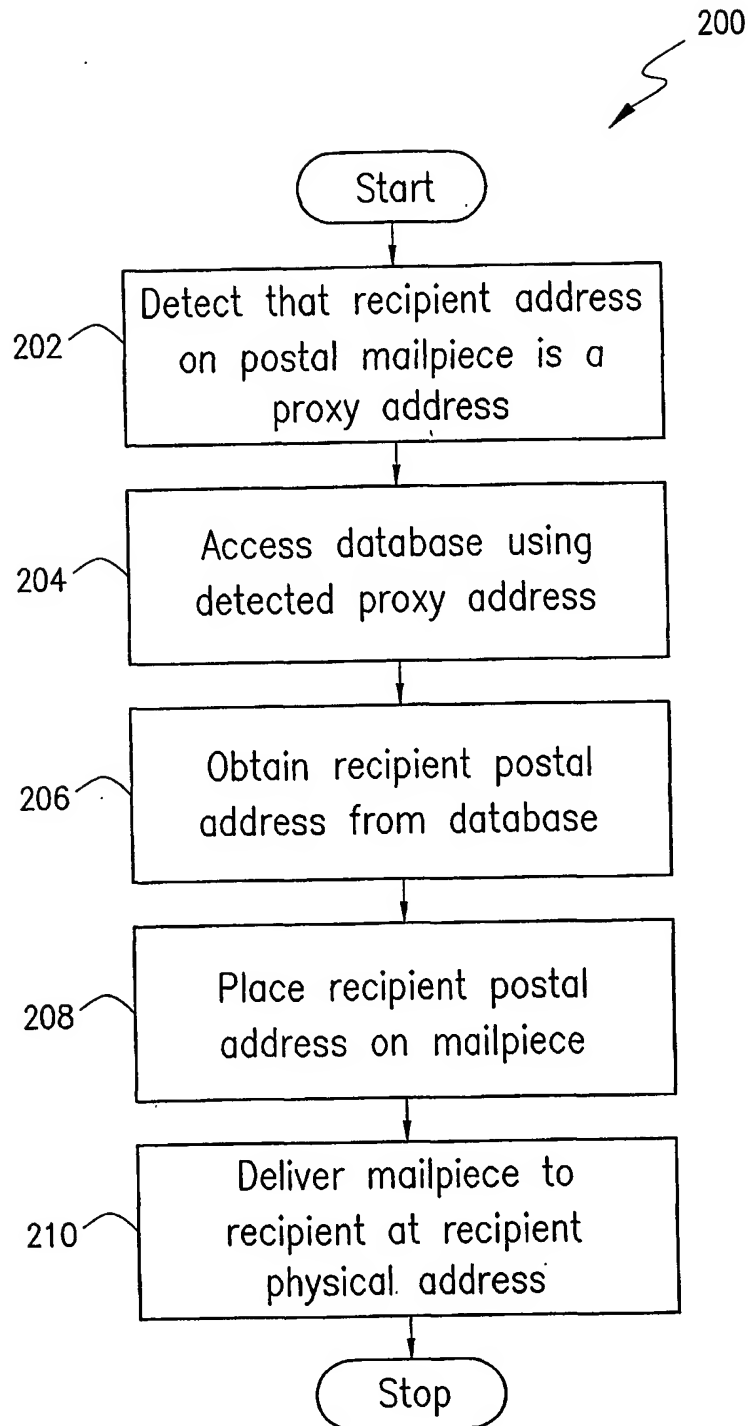 200
Start
202
Detect that recipient address
on postal mailpiece is a
proxy address
204
Access database using
detected proxy address
206
Obtain recipient postal
address from database
208
Place recipient postal
address on mailpiece
210
Deliver mailpiece to
recipient at recipient
physical address
Stop